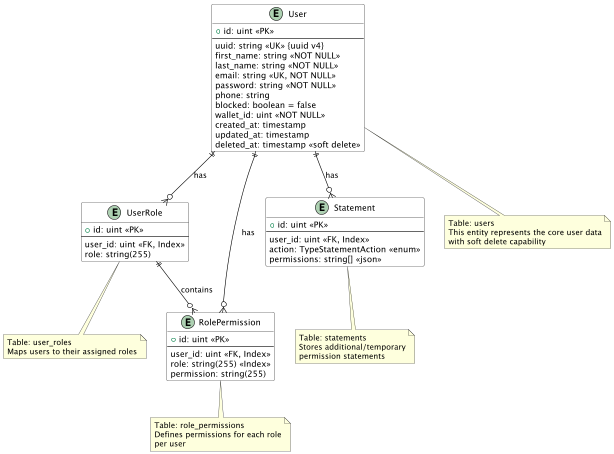 E User
id: uint «PK»
uuid: string «UK» {uuid v4}
first_name: string «NOT NULL»
last_name: string «NOT NULL»
email: string «UK, NOT NULL»
password: string «NOT NULL»
phone: string
blocked: boolean = false
wallet_id: uint «NOT NULL»
created_at: timestamp
updated_at: timestamp
deleted_at: timestamp «soft delete»
has
has
has
E UserRole
id: uint «PK»
user_id: uint «FK, Index»
role: string(255)
E Statement
id: uint «PK»
user_id: uint «FK, Index»
action: TypeStatementAction «enum»
permissions: string[] «json»
Table: users
This entity represents the core user data
with soft delete capability
contains
E RolePermission
id: uint «PK»
user_id: uint «FK, Index»
role: string(255) «Index»
permission: string(255)
Table: user_roles
Maps users to their assigned roles
Table: statements
Stores additional/temporary
permission statements
Table: role_permissions
Defines permissions for each role
per user